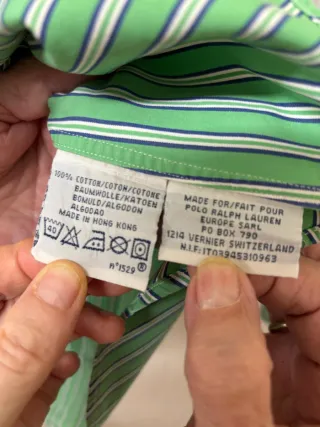 100% COTTON/COTON/COTONE
BAUMWOLLE/KATOEN
BOMULD/ALGODON
ALGODAO
MADE IN HONG KONG
40
n°1529 ®
MADE FOR/FAIT POUR
POLO RALPH LAUREN
EUROPE SARL
PO BOX 790
1214 VERNIER SWITZERLAND
N.I.F:IT03945310963